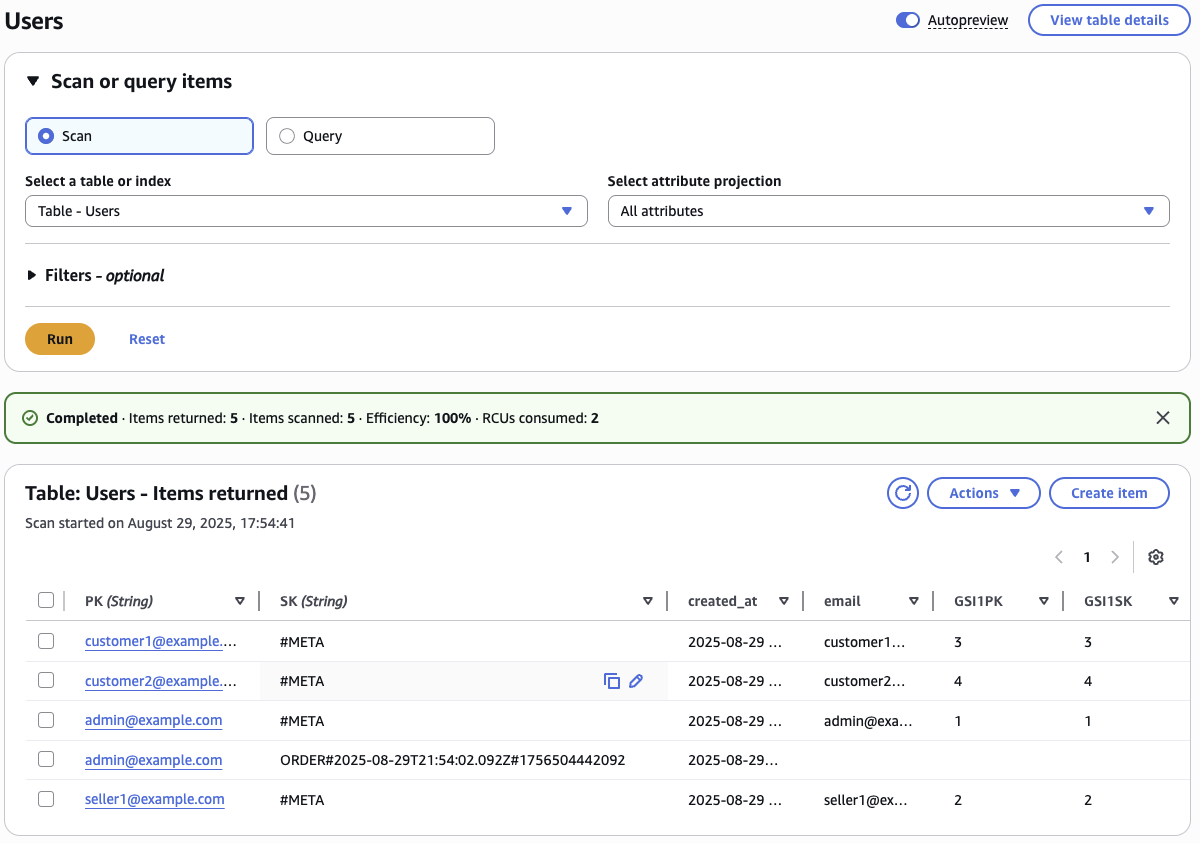 Users
Autopreview
View table details
Scan or query items
Scan
Query
Select a table or index
Select attribute projection
Table - Users
All attributes
Filters - optional
Run
Reset
Completed · Items returned: 5 · Items scanned: 5 · Efficiency: 100% · RCUs consumed: 2
Table: Users - Items returned (5)
Actions
Create item
Scan started on August 29, 2025, 17:54:41
1
PK (String) SK (String) created_at email GSI1PK GSI1SK
customer1@example.... #META 2025-08-29 ... customer1... 3 3
customer2@example.... #META 2025-08-29 ... customer2... 4 4
admin@example.com #META 2025-08-29 ... admin@exa... 1 1
admin@example.com ORDER#2025-08-29T21:54:02.092Z#1756504442092 2025-08-29...
seller1@example.com #META 2025-08-29 ... seller1@ex... 2 2